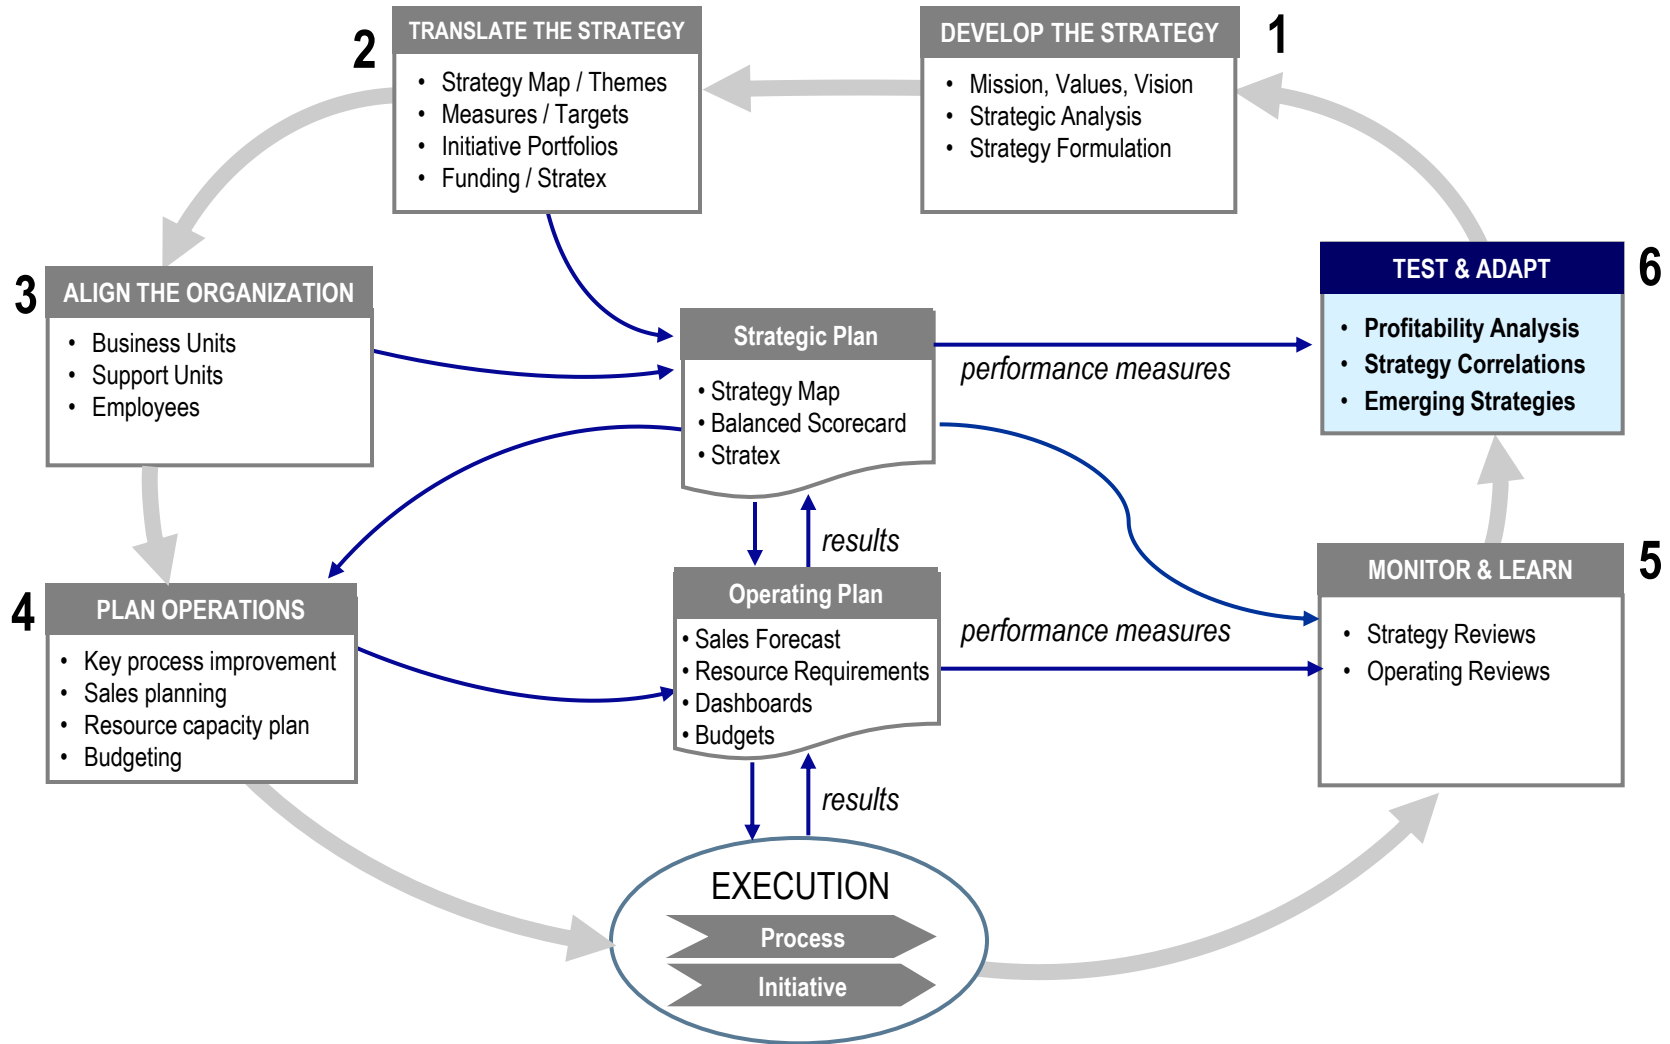 1
DEVELOP THE STRATEGY
• Mission, Values, Vision
• Strategic Analysis
• Strategy Formulation
2
TRANSLATE THE STRATEGY
• Strategy Map / Themes
• Measures / Targets
• Initiative Portfolios
• Funding / Stratex
3
ALIGN THE ORGANIZATION
• Business Units
• Support Units
• Employees
4
PLAN OPERATIONS
• Key process improvement
• Sales planning
• Resource capacity plan
• Budgeting
Strategic Plan
• Strategy Map
• Balanced Scorecard
• Stratex
performance measures
results
Operating Plan
• Sales Forecast
• Resource Requirements
• Dashboards
• Budgets
performance measures
results
EXECUTION
Process
Initiative
5
MONITOR & LEARN
• Strategy Reviews
• Operating Reviews
6
TEST & ADAPT
• Profitability Analysis
• Strategy Correlations
• Emerging Strategies